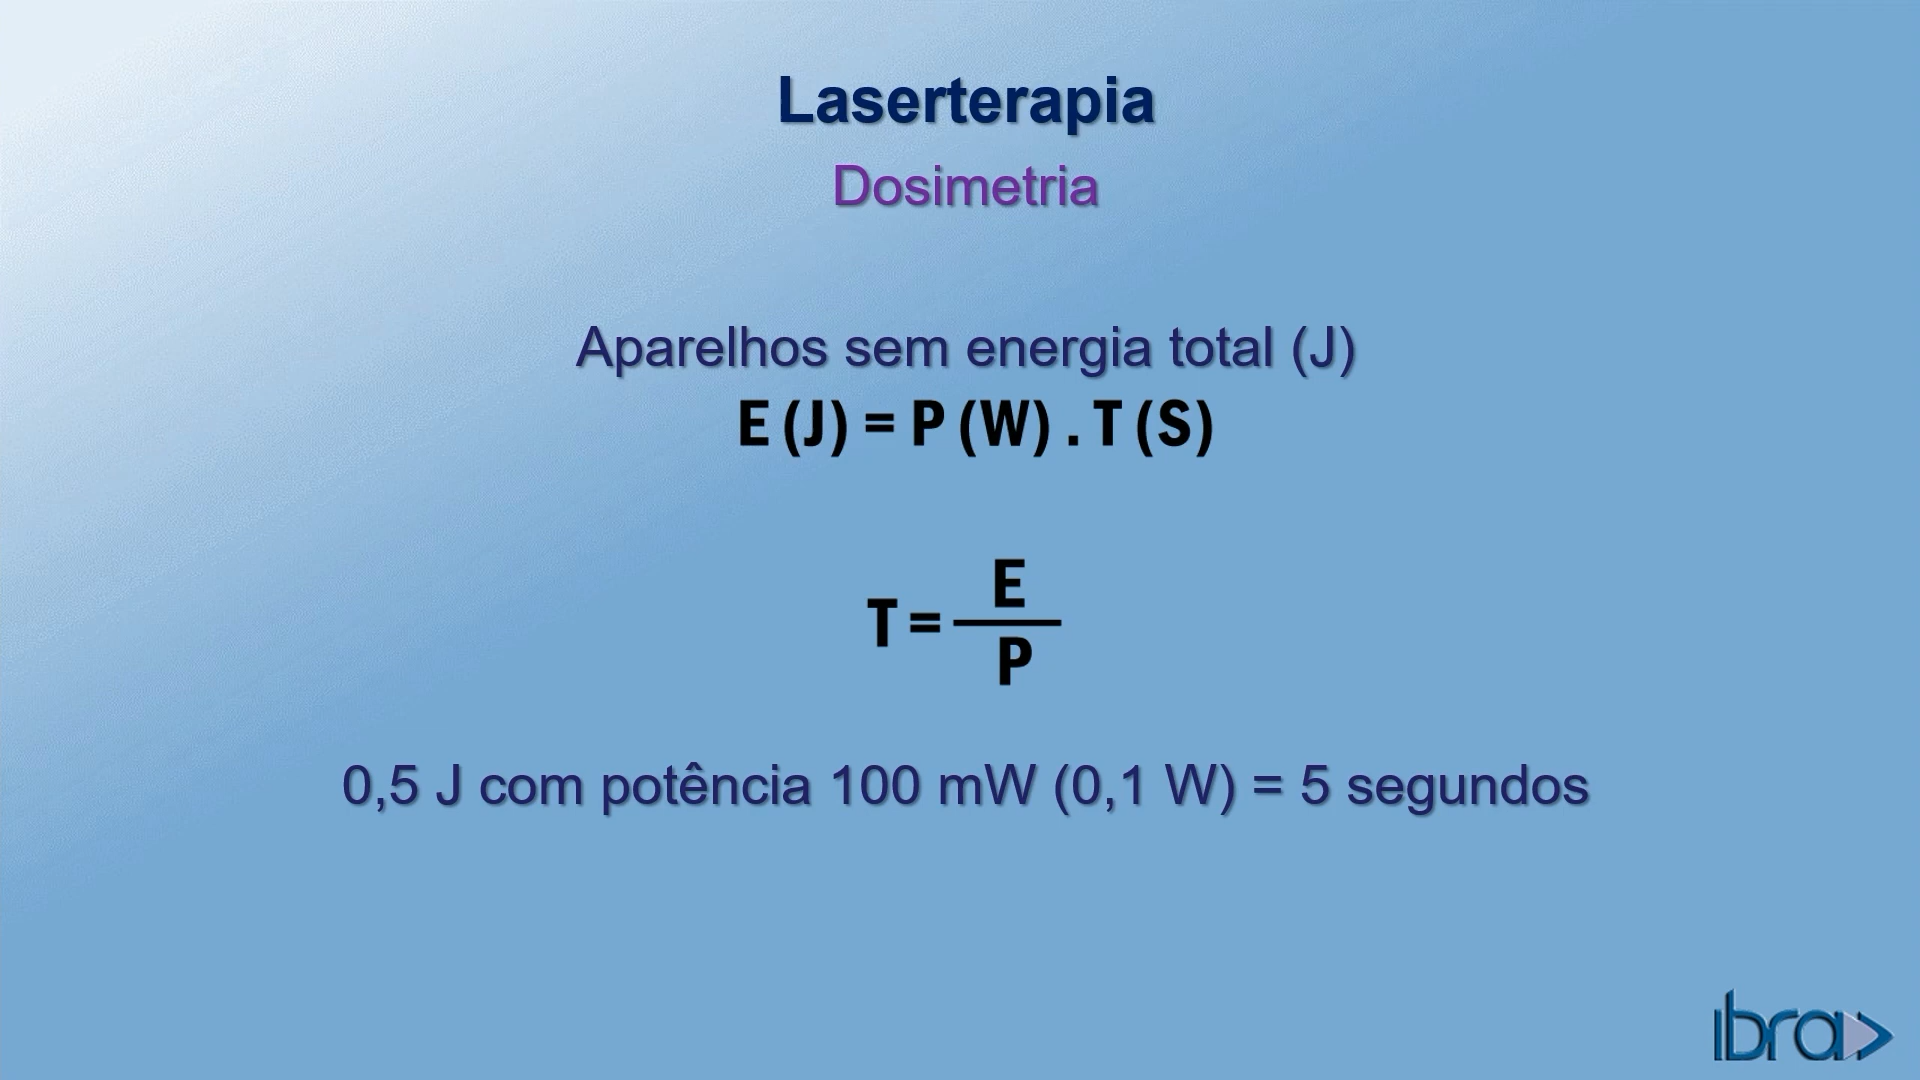 Laserterapia
Dosimetria
Aparelhos sem energia total (J)
E (J) = P (W) . T (S)
E
T =
P
0,5 J com potência 100 mW (0,1 W) = 5 segundos
ibra